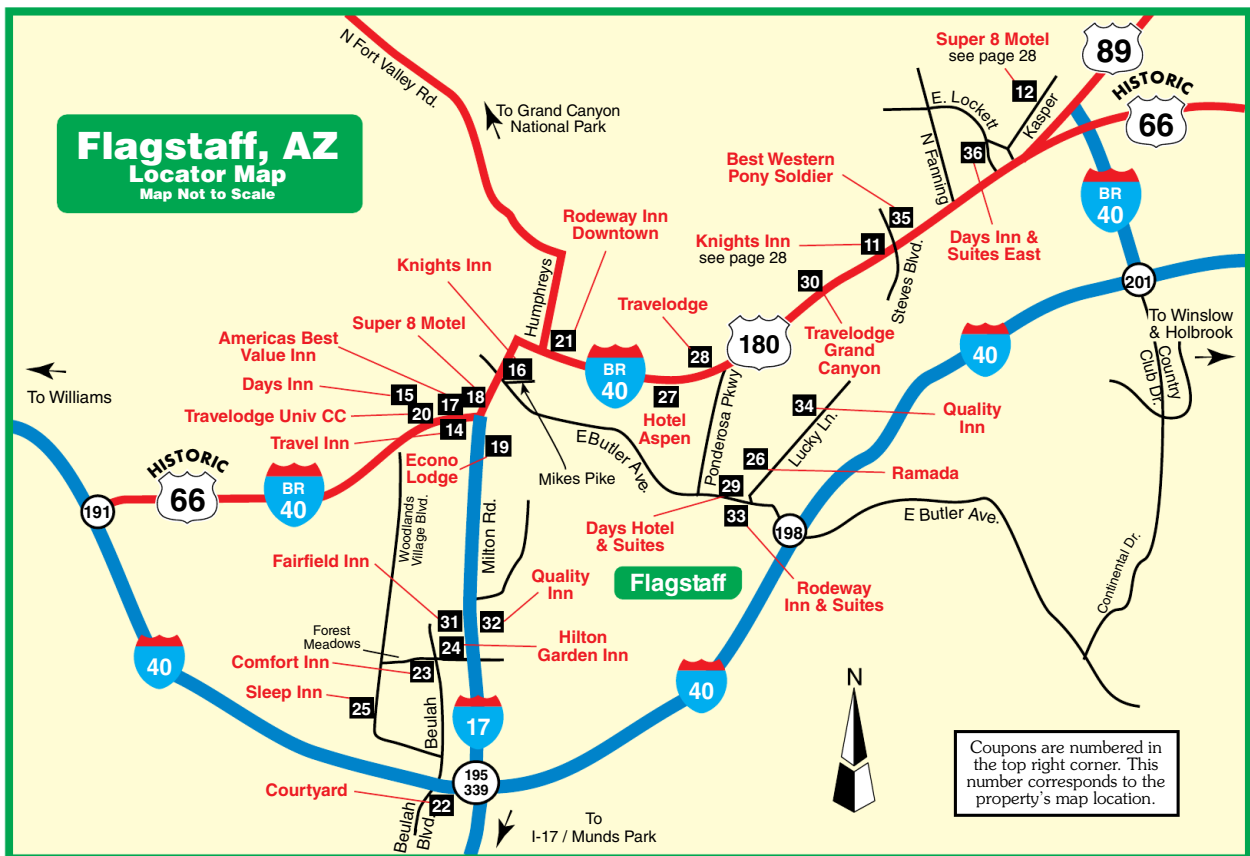 Flagstaff, AZ
Locator Map
Map Not to Scale
N Fort Valley Rd.
To Grand Canyon
National Park
Super 8 Motel
see page 28
12
89
HISTORIC
66
E. Lockett
Kasper
N Fanning
36
Best Western
Pony Soldier
35
BR
40
Days Inn &
Suites East
Rodeway Inn
Downtown
Knights Inn
see page 28
11
Steves Blvd.
30
Travelodge
Grand
Canyon
201
To Winslow
& Holbrook
Country
Club Dr.
Knights Inn
Humphreys
21
Travelodge
28
180
40
Super 8 Motel
Americas Best
Value Inn
Days Inn
15
Travelodge Univ CC
20
17
18
16
BR
40
27
Hotel
Aspen
Ponderosa Pkwy
34
Lucky Ln.
Quality
Inn
To Williams
Travel Inn
14
Econo
Lodge
19
Mikes Pike
E Butler Ave.
26
Ramada
29
Days Hotel
& Suites
33
198
E Butler Ave.
HISTORIC
66
191
BR
40
Woodlands
Village Blvd.
Milton Rd.
Flagstaff
Rodeway
Inn & Suites
Continental Dr.
Fairfield Inn
31
Quality
Inn
32
Forest
Meadows
24
Hilton
Garden Inn
Comfort Inn
23
Sleep Inn
25
Beulah
40
40
17
N
195
339
Courtyard
22
Beulah
Blvd.
To
I-17 / Munds Park
Coupons are numbered in
the top right corner. This
number corresponds to the
property's map location.